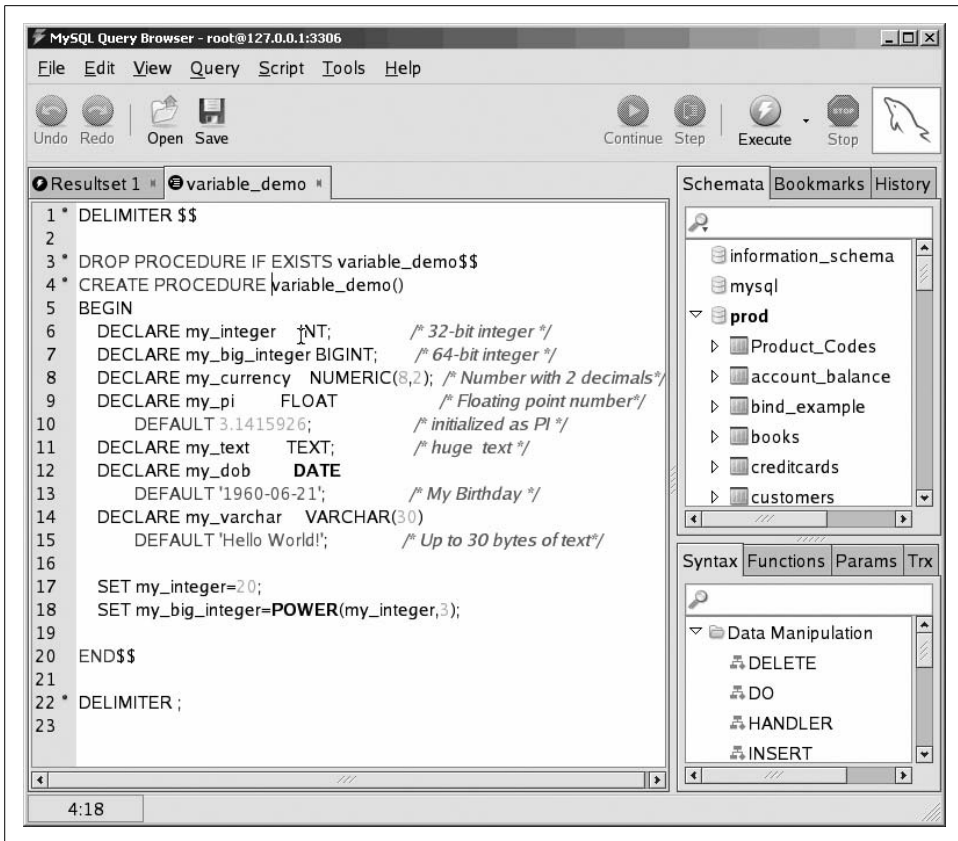 MySQL Query Browser - root@127.0.0.1:3306
File Edit View Query Script Tools Help
Undo Redo Open Save Continue Step Execute Stop
STOP
Resultset 1 variable_demo
1 * DELIMITER $$
2
3 * DROP PROCEDURE IF EXISTS variable_demo$$
4 * CREATE PROCEDURE variable_demo()
5 BEGIN
6 DECLARE my_integer INT; /* 32-bit integer */
7 DECLARE my_big_integer BIGINT; /* 64-bit integer */
8 DECLARE my_currency NUMERIC(8,2); /* Number with 2 decimals*/
9 DECLARE my_pi FLOAT /* Floating point number*/
10 DEFAULT 3.1415926; /* initialized as PI */
11 DECLARE my_text TEXT; /* huge text */
12 DECLARE my_dob DATE
13 DEFAULT '1960-06-21'; /* My Birthday */
14 DECLARE my_varchar VARCHAR(30)
15 DEFAULT 'Hello World!'; /* Up to 30 bytes of text*/
16
17 SET my_integer=20;
18 SET my_big_integer=POWER(my_integer,3);
19
20 END$$
21
22 * DELIMITER ;
23
4:18
Schemata Bookmarks History
information_schema
mysql
prod
Product_Codes
account_balance
bind_example
books
creditcards
customers
Syntax Functions Params Trx
Data Manipulation
DELETE
DO
HANDLER
INSERT